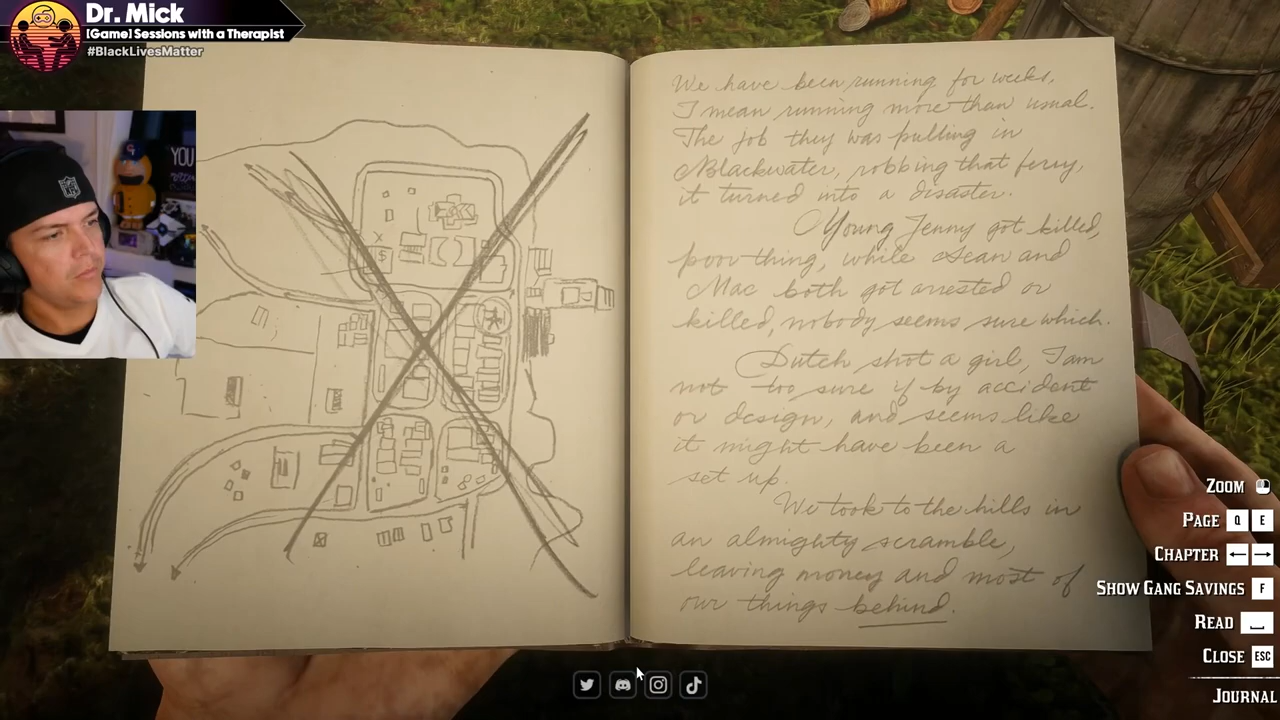 Dr. Mick
[Game] Sessions with a Therapist
#BlackLivesMatter
YOU
We have been running for weeks,
I mean running more than usual.
The job they was pulling in
Blackwater, robbing that ferry,
it turned into a disaster.
Young Jenny got killed,
poor thing, while Sean and
Mac both got arrested or
killed, nobody seems sure which.
Dutch shot a girl, I am
not too sure if by accident
or design, and seems like
it might have been a
set up.
We took to the hills in
an almighty scramble,
leaving money and most of
our things behind.
$
ZOOM
PAGE Q E
CHAPTER ← →
SHOW GANG SAVINGS F
READ
CLOSE ESC
JOURNAL